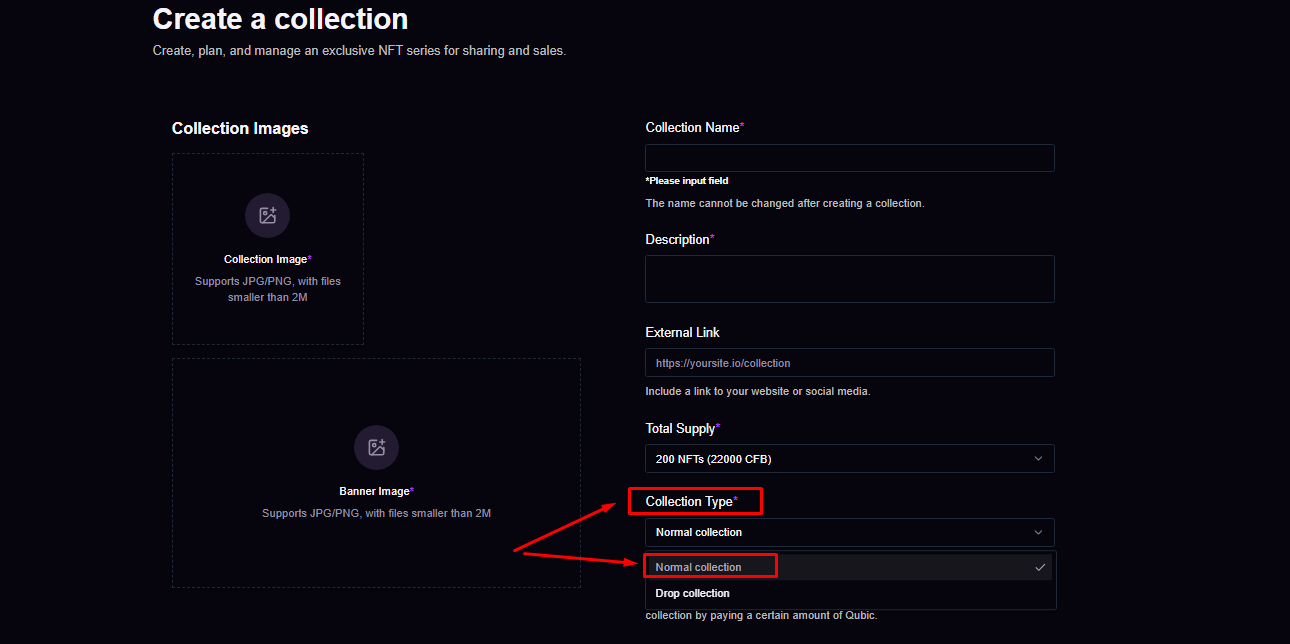 Create a collection
Create, plan, and manage an exclusive NFT series for sharing and sales.
Collection Images
Collection Image*
Supports JPG/PNG, with files
smaller than 2M
Banner Image*
Supports JPG/PNG, with files smaller than 2M
Collection Name*
*Please input field
The name cannot be changed after creating a collection.
Description*
External Link
https://yoursite.io/collection
Include a link to your website or social media.
Total Supply*
200 NFTs (22000 CFB)
Collection Type*
Normal collection
Normal collection
Drop collection
collection by paying a certain amount of Qubic.